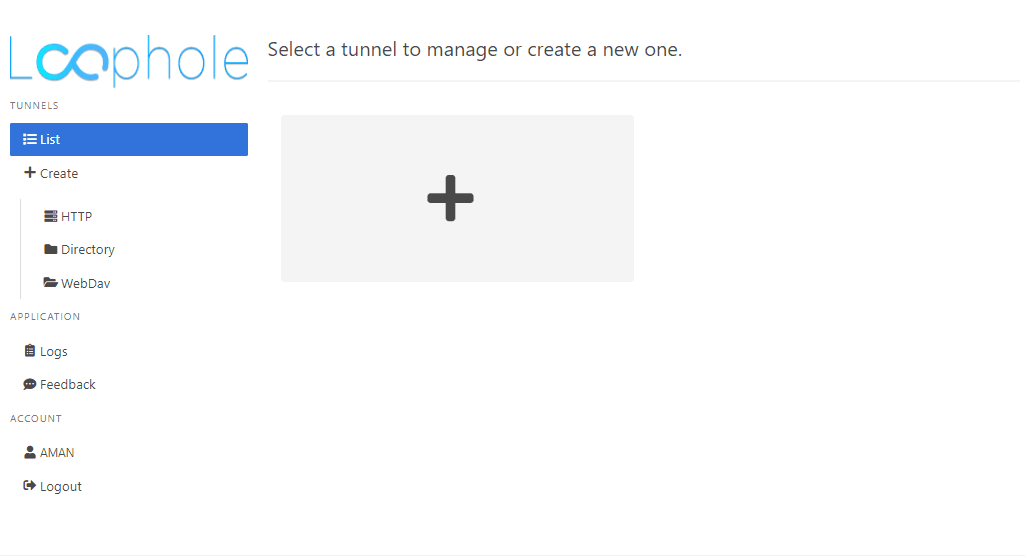 Loophole
Select a tunnel to manage or create a new one.
TUNNELS
List
Create
HTTP
Directory
WebDav
APPLICATION
Logs
Feedback
ACCOUNT
AMAN
Logout